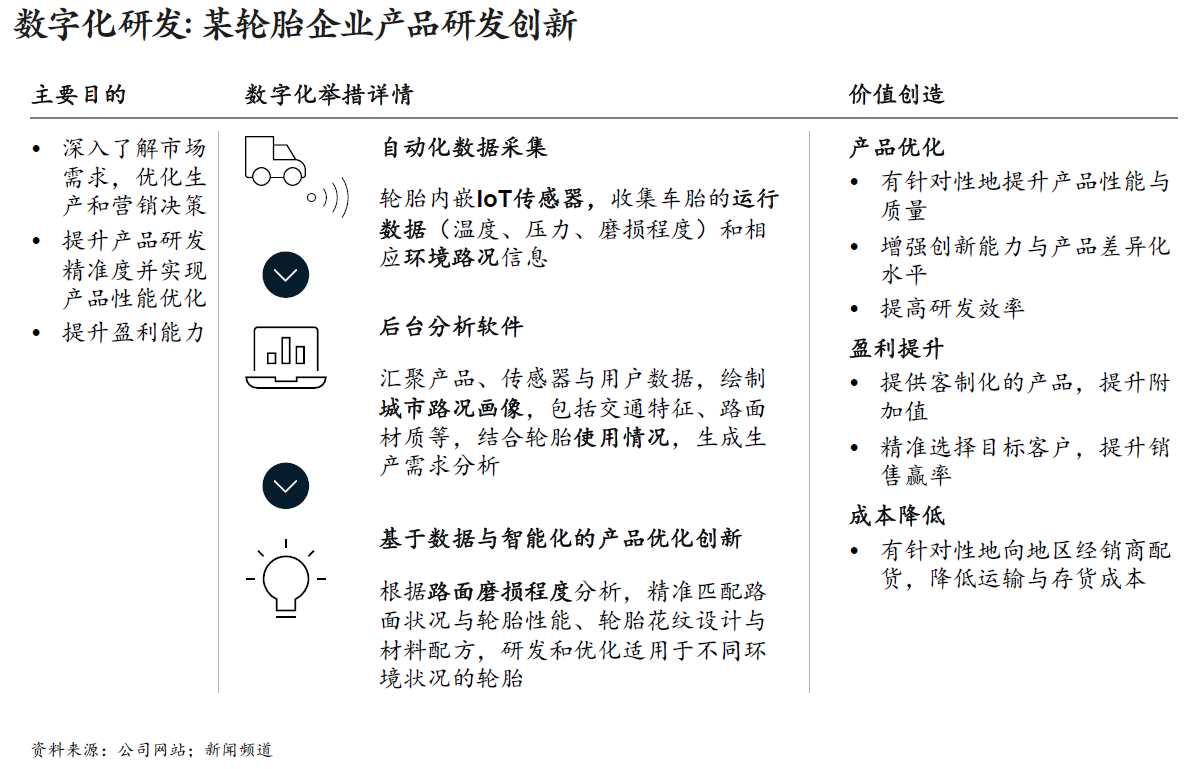 数字化研发: 某轮胎企业产品研发创新
主要目的
• 深入了解市场
需求，优化生
产和营销决策
• 提升产品研发
精准度并实现
产品性能优化
• 提升盈利能力
数字化举措详情
自动化数据采集
轮胎内嵌IoT传感器，收集车胎的运行
数据（温度、压力、磨损程度）和相
应环境路况信息
后台分析软件
汇聚产品、传感器与用户数据，绘制
城市路况画像，包括交通特征、路面
材质等，结合轮胎使用情况，生成生
产需求分析
基于数据与智能化的产品优化创新
根据路面磨损程度分析，精准匹配路
面状况与轮胎性能、轮胎花纹设计与
材料配方，研发和优化适用于不同环
境状况的轮胎
价值创造
产品优化
• 有针对性地提升产品性能与
质量
• 增强创新能力与产品差异化
水平
• 提高研发效率
盈利提升
• 提供客制化的产品，提升附
加值
• 精准选择目标客户，提升销
售赢率
成本降低
• 有针对性地向地区经销商配
货，降低运输与存货成本
资料来源：公司网站；新闻频道